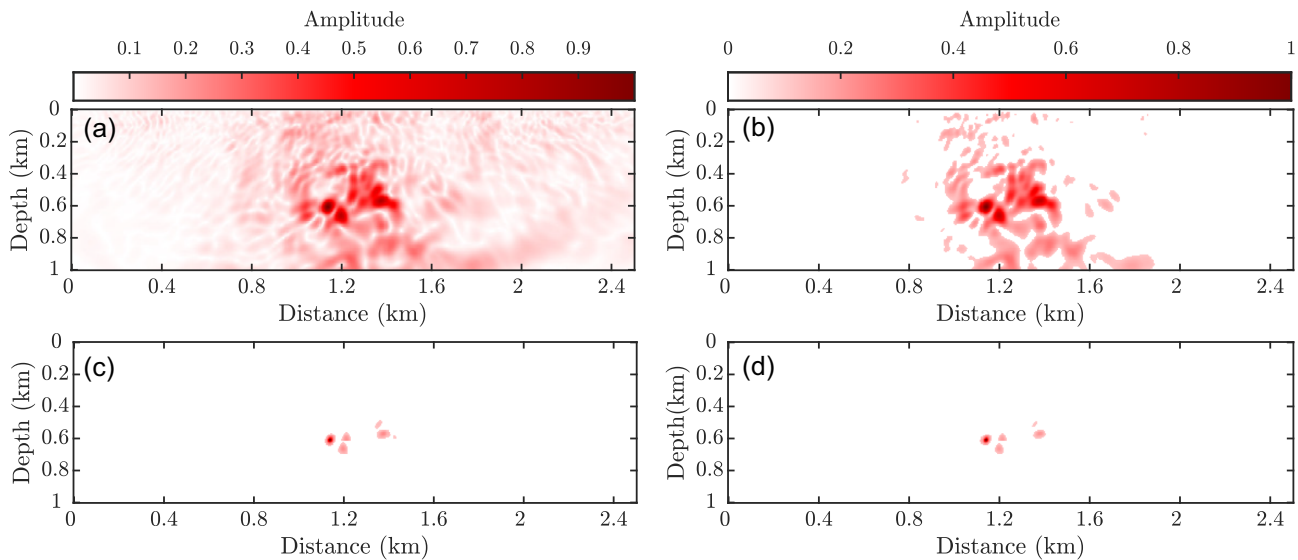 Amplitude Amplitude
0.1 0.2 0.3 0.4 0.5 0.6 0.7 0.8 0.9 0 0.2 0.4 0.6 0.8 1
(a) (b)
0 0
0.2 0.2
0.4 0.4
0.6 0.6
0.8 0.8
1 1
Depth (km) Depth (km)
0 0.4 0.8 1.2 1.6 2 2.4 0 0.4 0.8 1.2 1.6 2 2.4
Distance (km) Distance (km)
(c) (d)
0 0
0.2 0.2
0.4 0.4
0.6 0.6
0.8 0.8
1 1
Depth (km) Depth(km)
0 0.4 0.8 1.2 1.6 2 2.4 0 0.4 0.8 1.2 1.6 2 2.4
Distance (km) Distance (km)